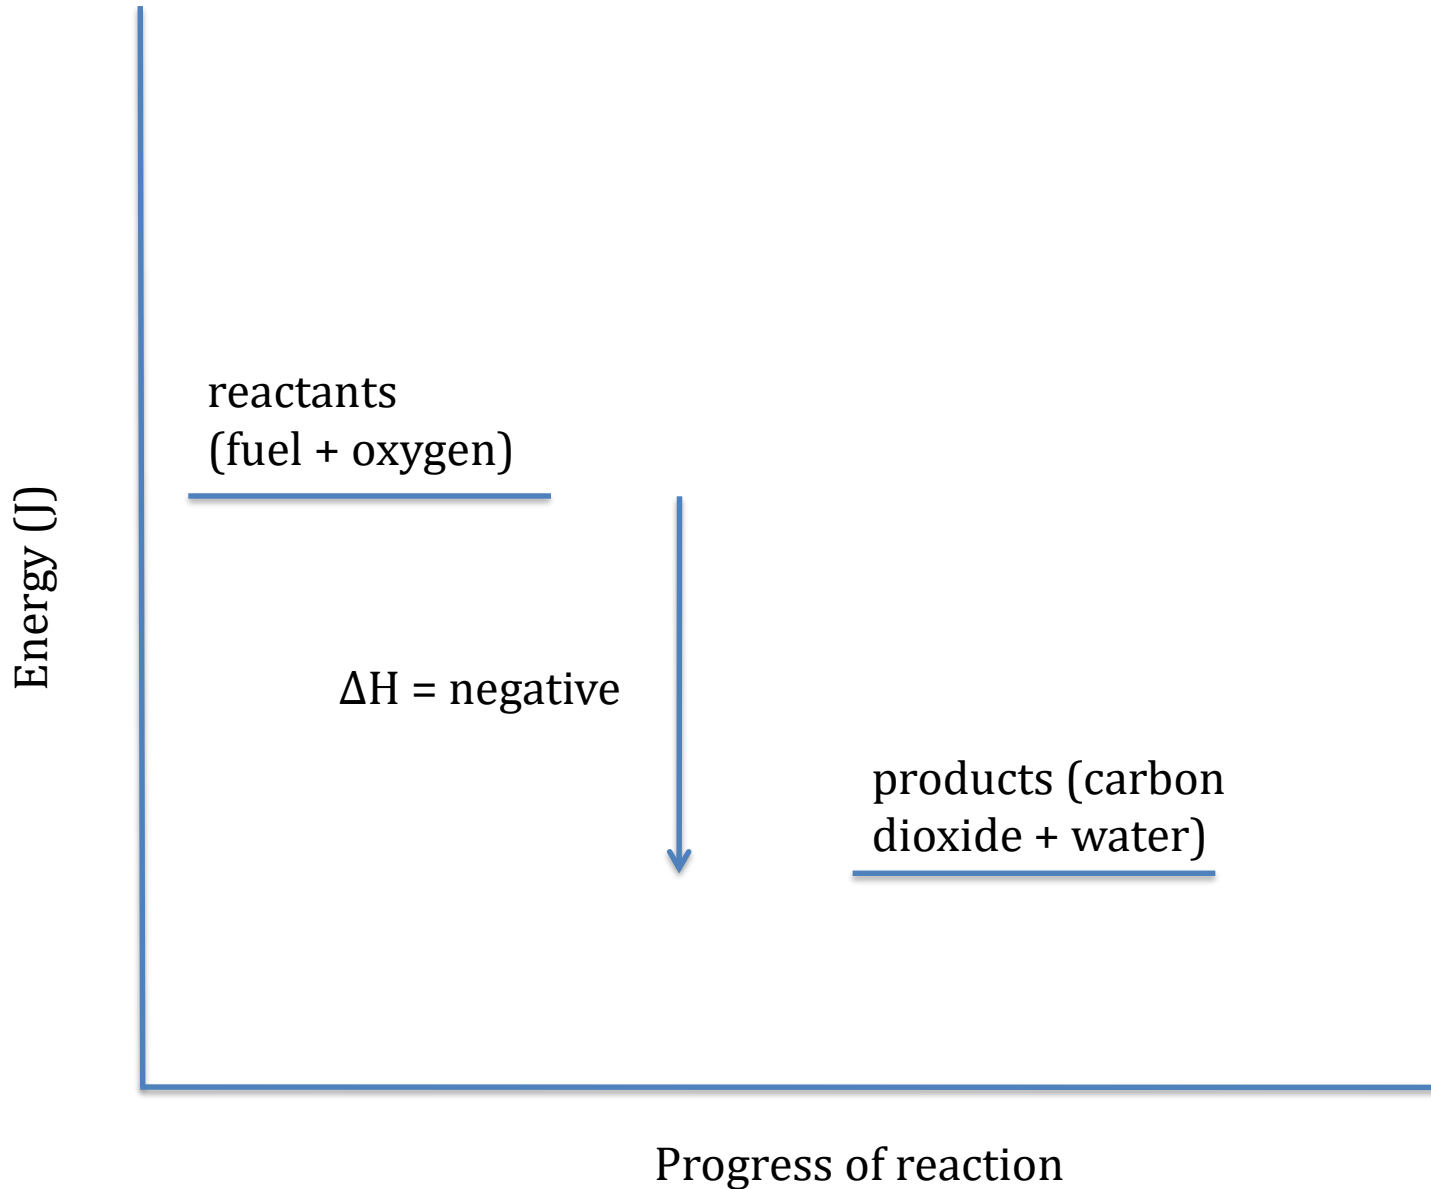 reactants
(fuel + oxygen)
Energy (J)
ΔH = negative
products (carbon
dioxide + water)
Progress of reaction